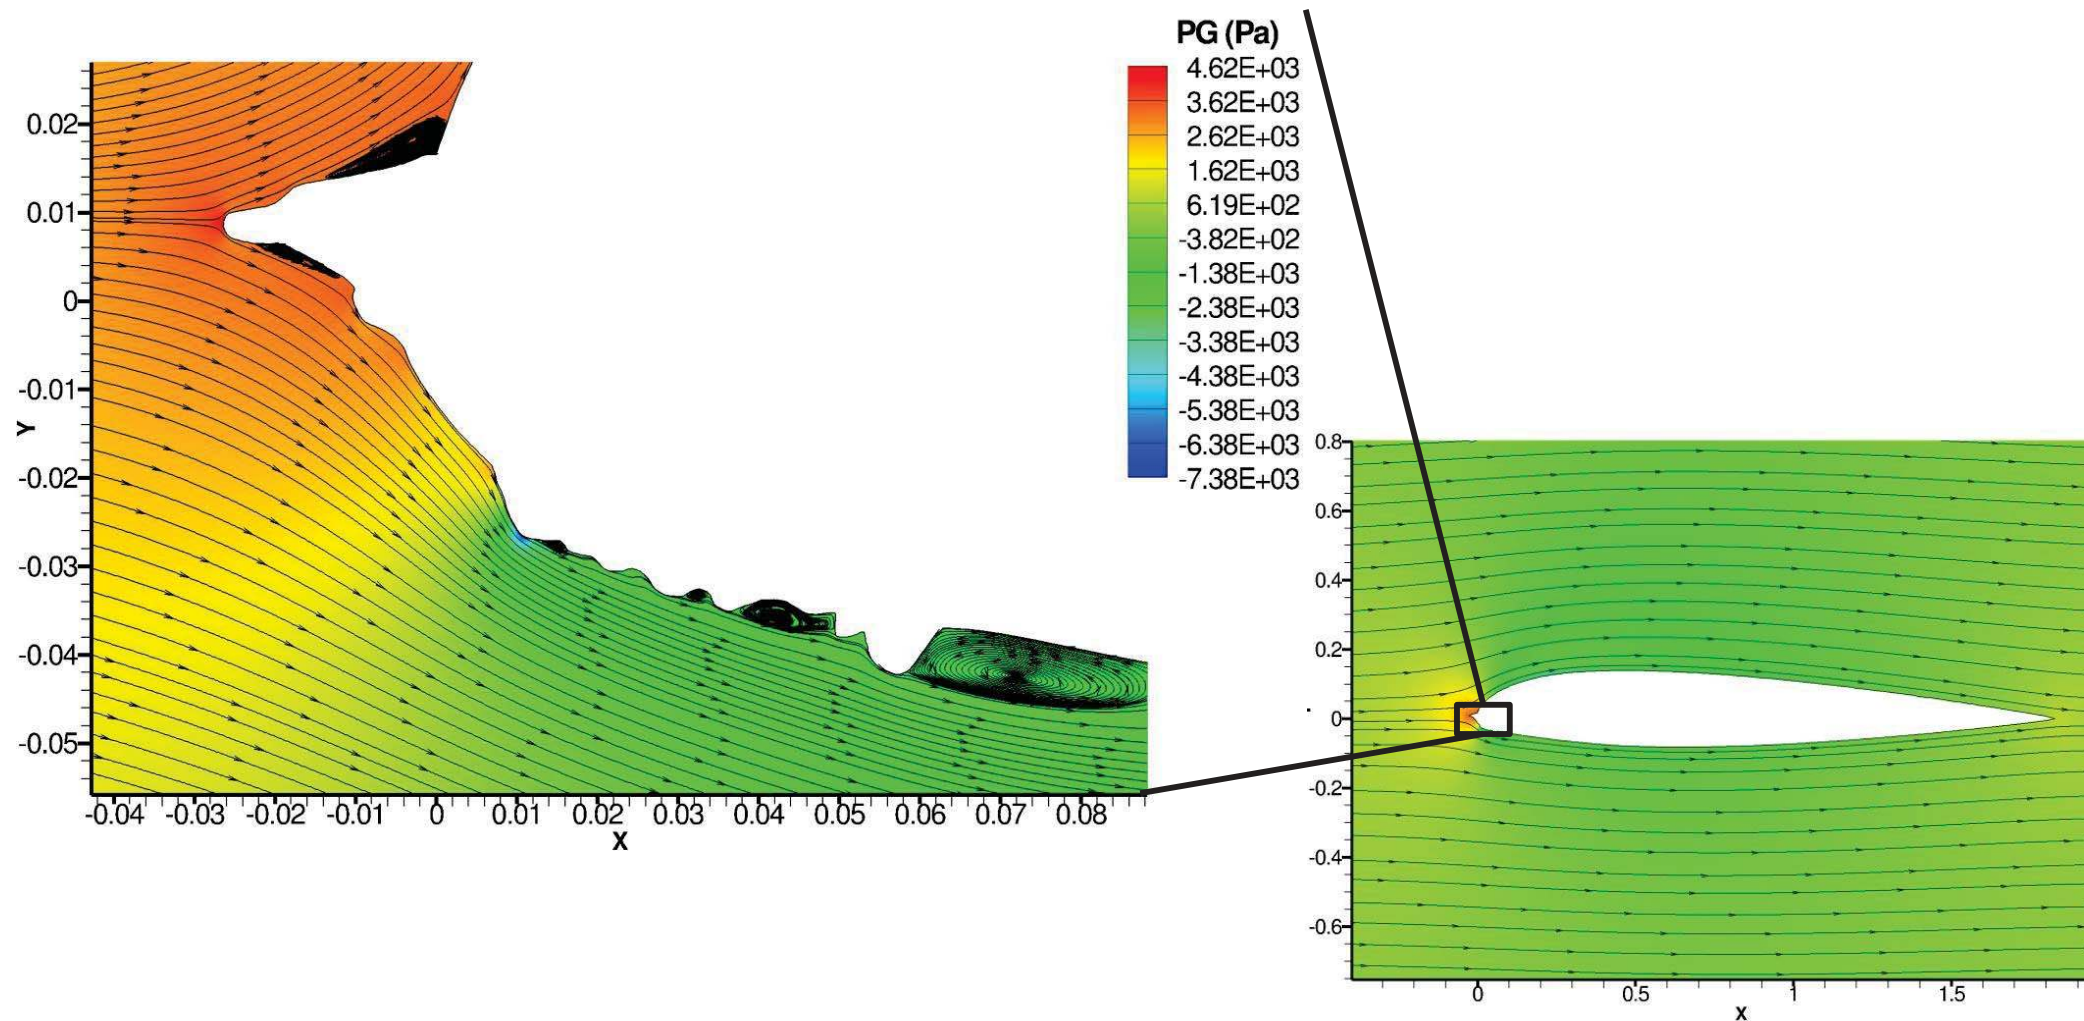 PG (Pa)
4.62E+03
3.62E+03
2.62E+03
1.62E+03
6.19E+02
-3.82E+02
-1.38E+03
-2.38E+03
-3.38E+03
-4.38E+03
-5.38E+03
-6.38E+03
-7.38E+03
0.02
0.01
0
-0.01
-0.02
-0.03
-0.04
-0.05
Y
-0.04 -0.03 -0.02 -0.01 0 0.01 0.02 0.03 0.04 0.05 0.06 0.07 0.08
X
0.8
0.6
0.4
0.2
0
-0.2
-0.4
-0.6
0 0.5 1 1.5
x